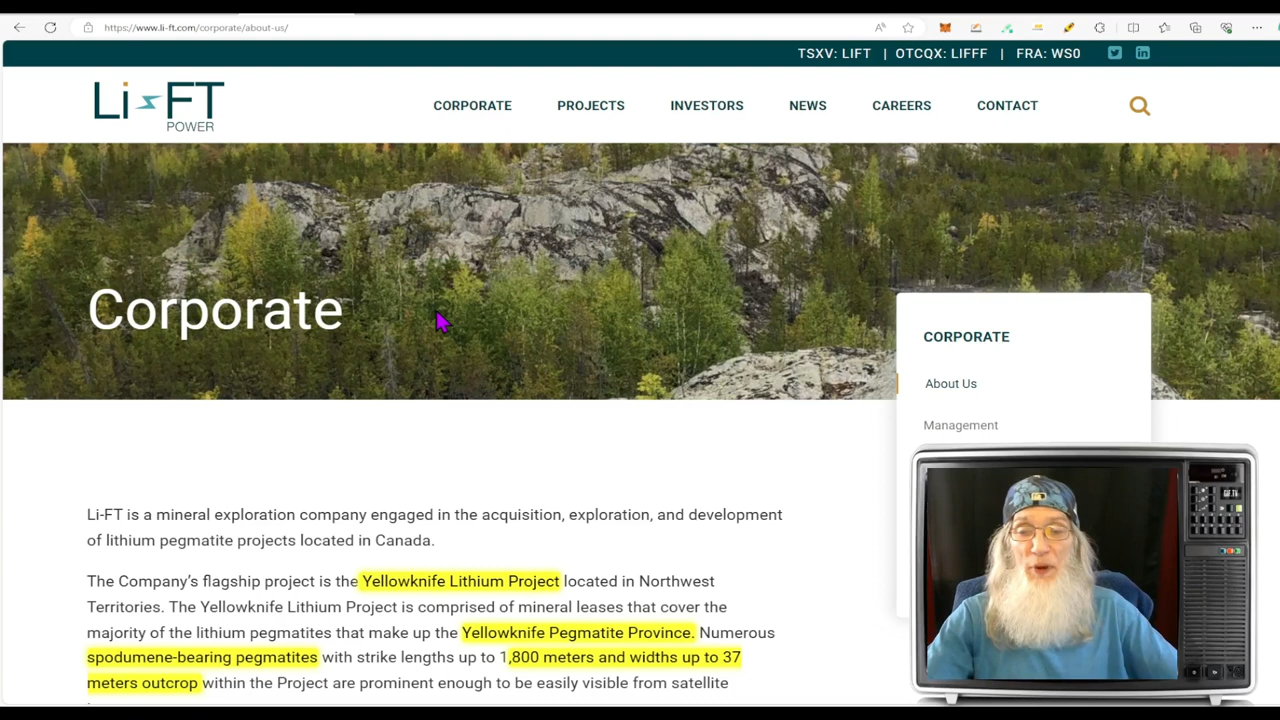 https://www.li-ft.com/corporate/about-us/
TSXV: LIFT | OTCQX: LIFFF | FRA: WS0
Li FT
POWER
CORPORATE PROJECTS INVESTORS NEWS CAREERS CONTACT
Corporate
CORPORATE
About Us
Management
Li-FT is a mineral exploration company engaged in the acquisition, exploration, and development
of lithium pegmatite projects located in Canada.
The Company's flagship project is the Yellowknife Lithium Project located in Northwest
Territories. The Yellowknife Lithium Project is comprised of mineral leases that cover the
majority of the lithium pegmatites that make up the Yellowknife Pegmatite Province. Numerous
spodumene-bearing pegmatites with strike lengths up to 1,800 meters and widths up to 37
meters outcrop within the Project are prominent enough to be easily visible from satellite